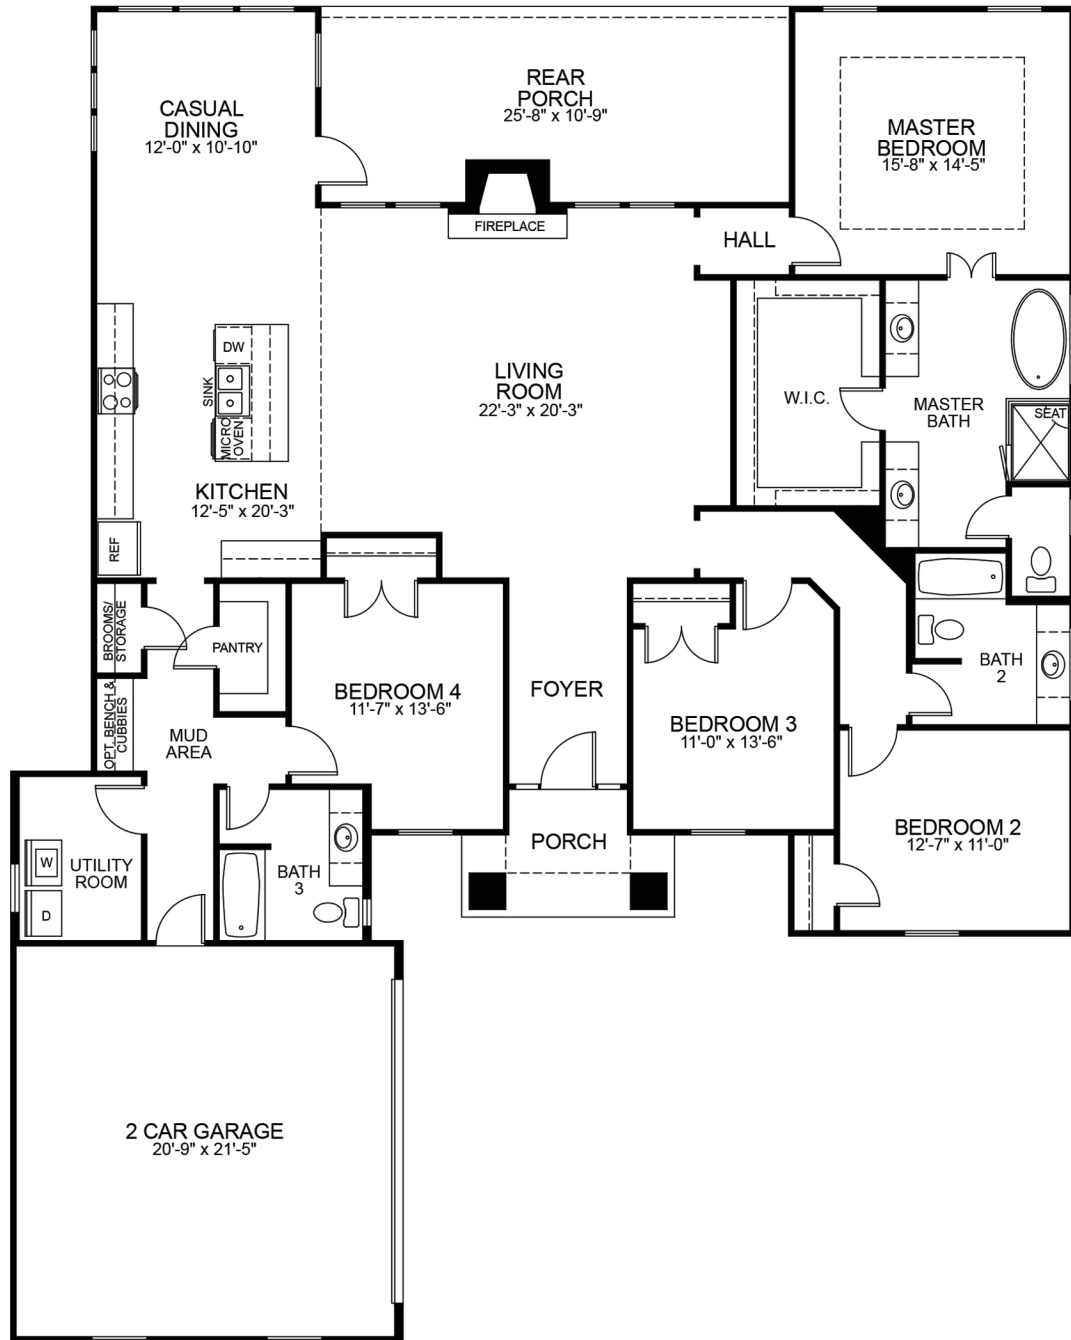 CASUAL
DINING
12'-0" x 10'-10"
REAR
PORCH
25'-8" x 10'-9"
MASTER
BEDROOM
15'-8" x 14'-5"
FIREPLACE
HALL
DW
SINK
MICRO
OVEN
LIVING
ROOM
22'-3" x 20'-3"
W.I.C.
MASTER
BATH
SEAT
KITCHEN
12'-5" x 20'-3"
REF
BROOMS/
STORAGE
PANTRY
OPT. BENCH &
CUBBIES
MUD
AREA
BEDROOM 4
11'-7" x 13'-6"
FOYER
BEDROOM 3
11'-0" x 13'-6"
BATH
2
BEDROOM 2
12'-7" x 11'-0"
PORCH
W
D
UTILITY
ROOM
BATH
3
2 CAR GARAGE
20'-9" x 21'-5"